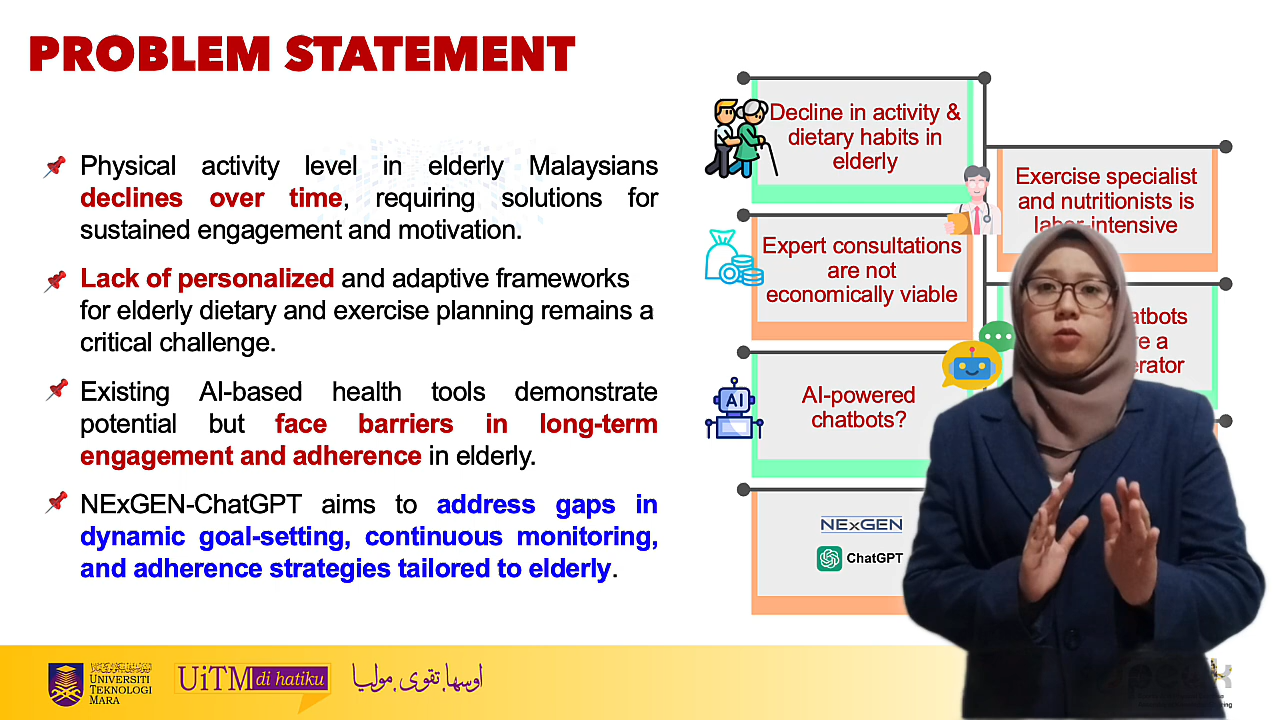 PROBLEM STATEMENT
Physical activity level in elderly Malaysians
declines over time, requiring solutions for
sustained engagement and motivation.
Lack of personalized and adaptive frameworks
for elderly dietary and exercise planning remains a
critical challenge.
Existing AI-based health tools demonstrate
potential but face barriers in long-term
engagement and adherence in elderly.
NExGEN-ChatGPT aims to address gaps in
dynamic goal-setting, continuous monitoring,
and adherence strategies tailored to elderly.
Decline in activity &
dietary habits in
elderly
Exercise specialist
and nutritionists is
labor-intensive
Expert consultations
are not
economically viable
AI
AI-powered
chatbots?
NExGEN
ChatGPT
UNIVERSITI
TEKNOLOGI
MARA
UiTM di hatiku
اوسها, تقوى, موليا